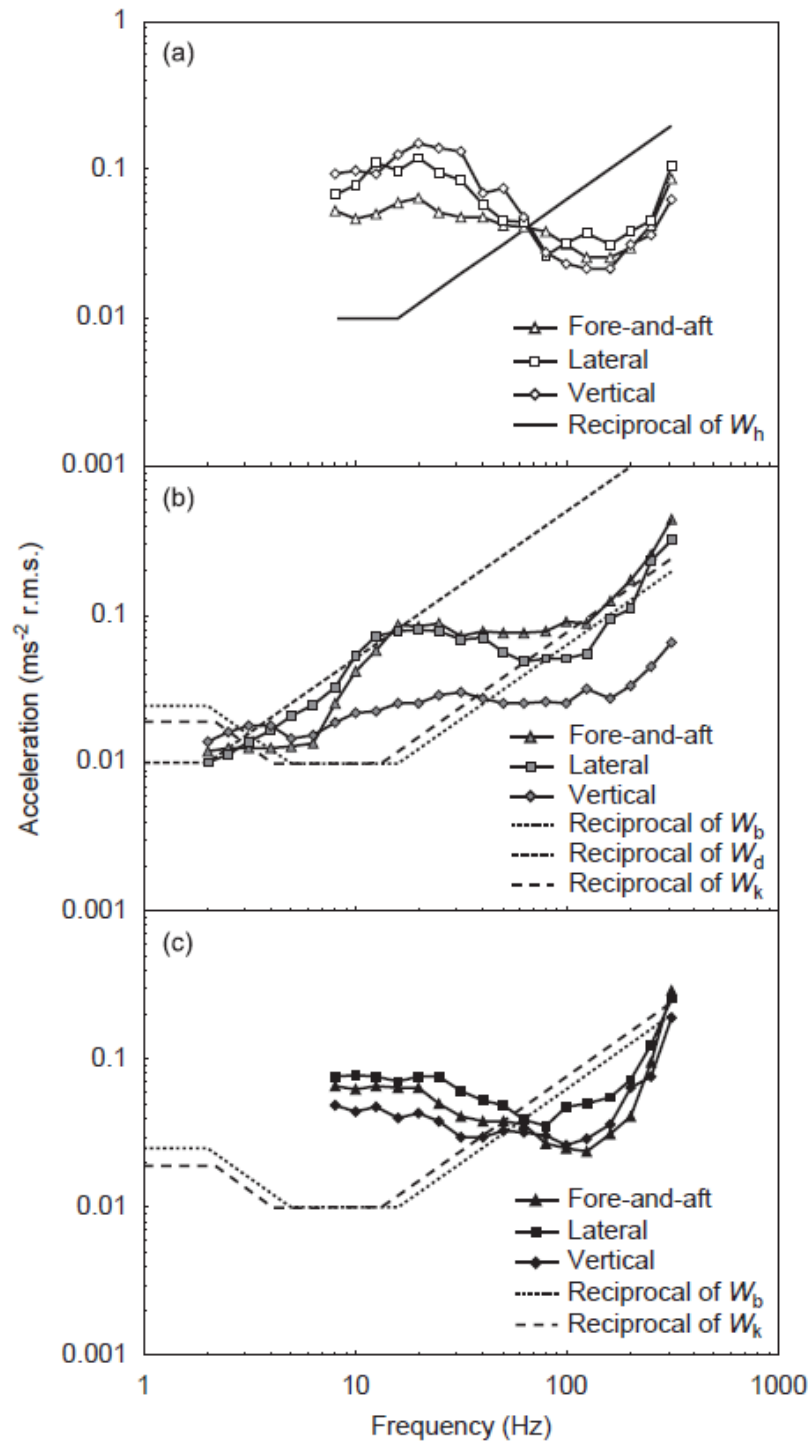 (a)
1
0.1
0.01
0.001
Fore-and-aft
Lateral
Vertical
Reciprocal of Wh
(b)
0.1
0.01
0.001
Fore-and-aft
Lateral
Vertical
Reciprocal of Wb
Reciprocal of Wd
Reciprocal of Wk
Acceleration (ms-2 r.m.s.)
(c)
0.1
0.01
0.001
Fore-and-aft
Lateral
Vertical
Reciprocal of Wb
Reciprocal of Wk
1 10 100 1000
Frequency (Hz)